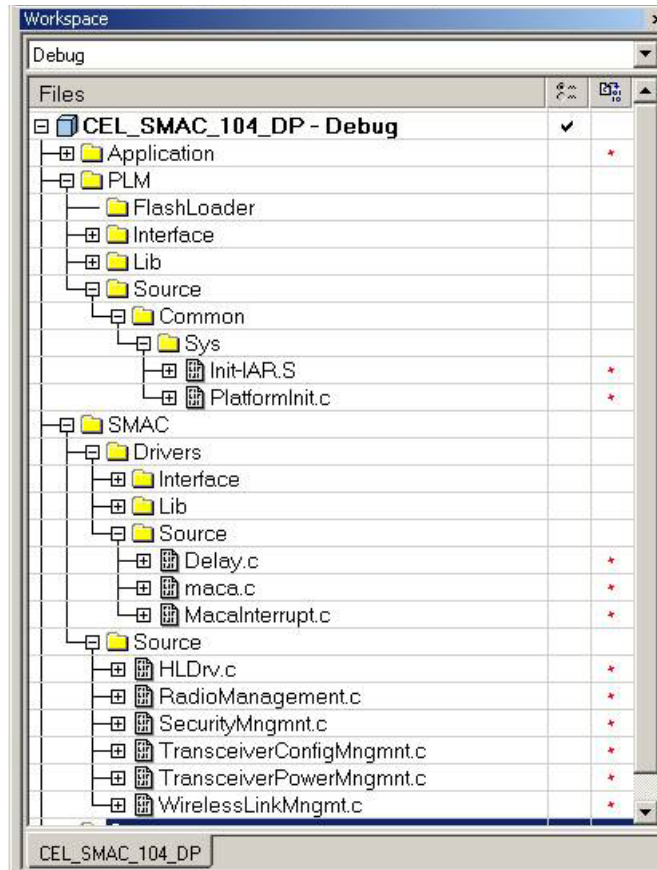 Workspace
Debug
Files
CEL_SMAC_104_DP - Debug
Application
PLM
FlashLoader
Interface
Lib
Source
Common
Sys
Init-IAR.S
PlatformInit.c
SMAC
Drivers
Interface
Lib
Source
Delay.c
maca.c
MacaInterrupt.c
Source
HLDrv.c
RadioManagement.c
SecurityMngmnt.c
TransceiverConfigMngmnt.c
TransceiverPowerMngmnt.c
WirelessLinkMngmt.c
CEL_SMAC_104_DP